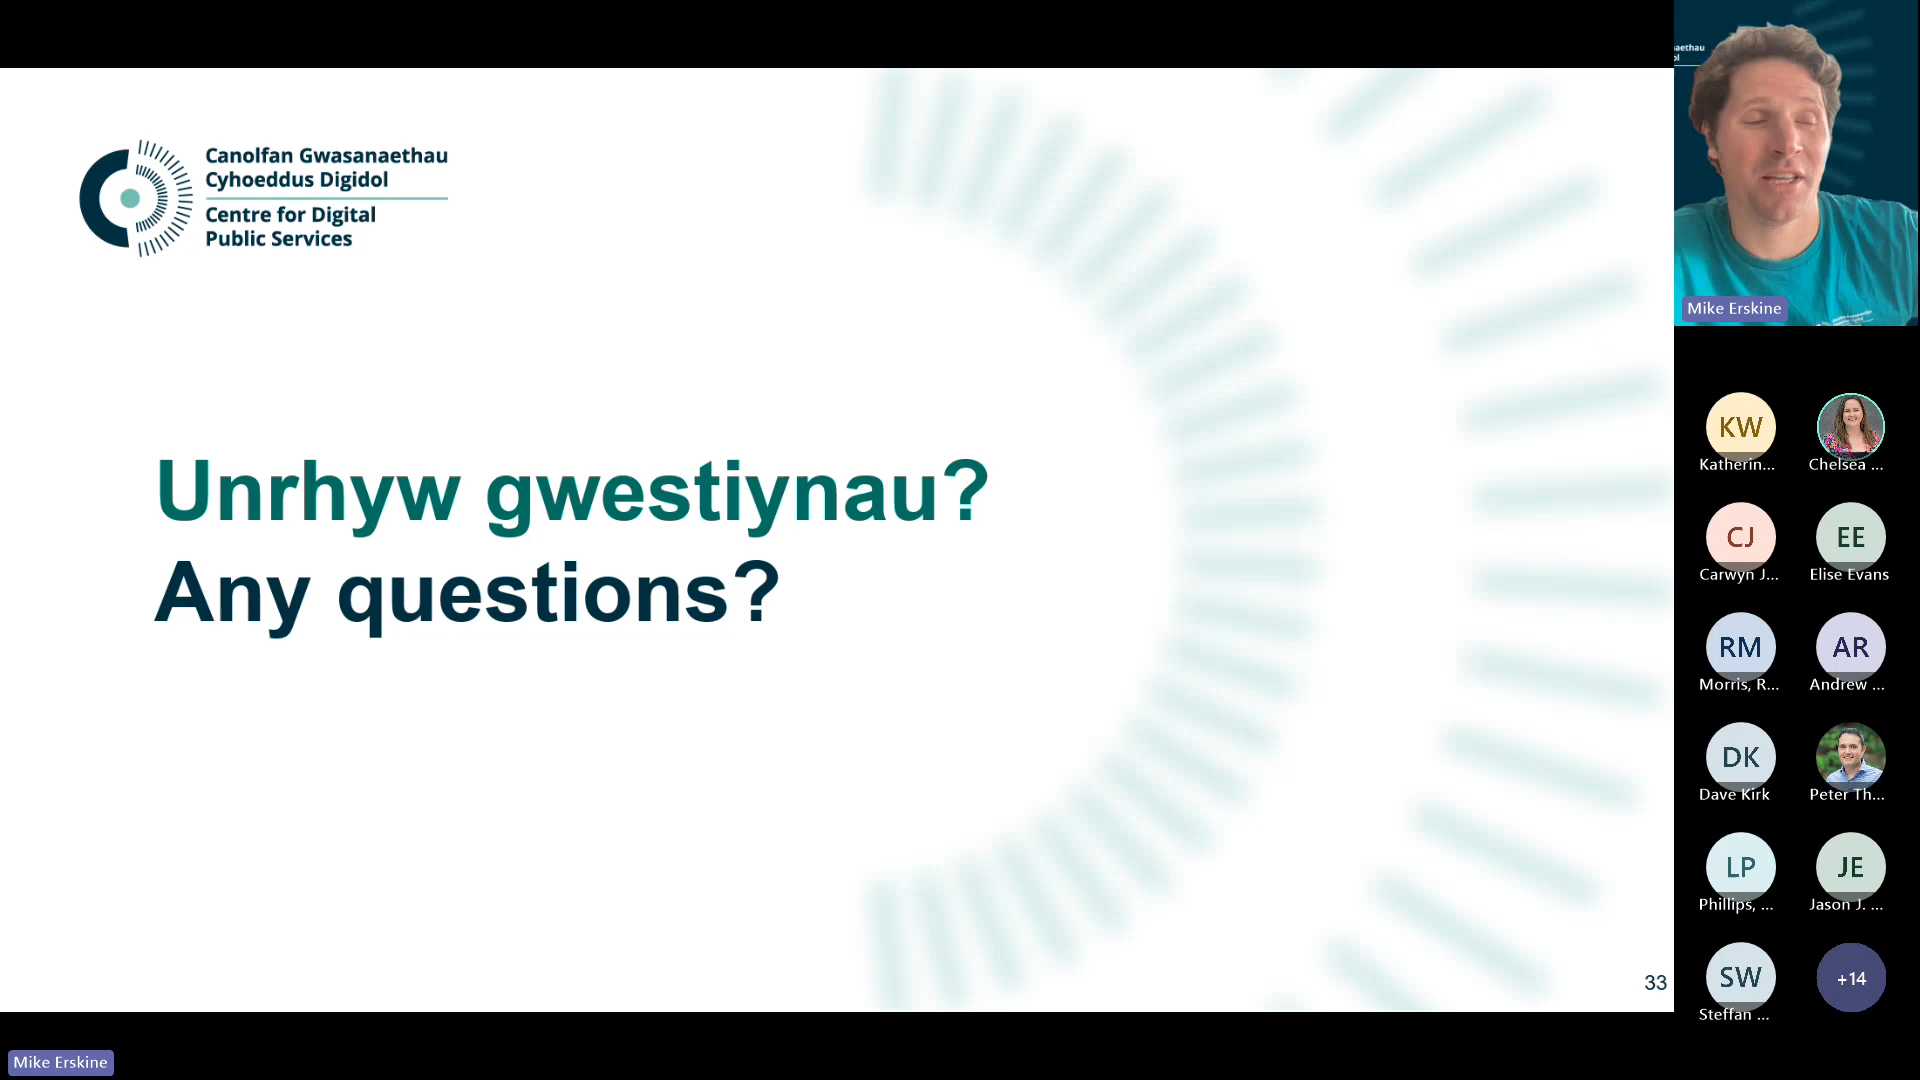 Canolfan Gwasanaethau
Cyhoeddus Digidol
Centre for Digital
Public Services
Unrhyw gwestiynau?
Any questions?
33
Mike Erskine
aethau
Mike Erskine
KW
Katherin...
Chelsea ...
CJ
Carwyn J...
EE
Elise Evans
RM
Morris, R...
AR
Andrew ...
DK
Dave Kirk
Peter Th...
LP
Phillips, ...
JE
Jason J. ...
SW
Steffan ...
+14